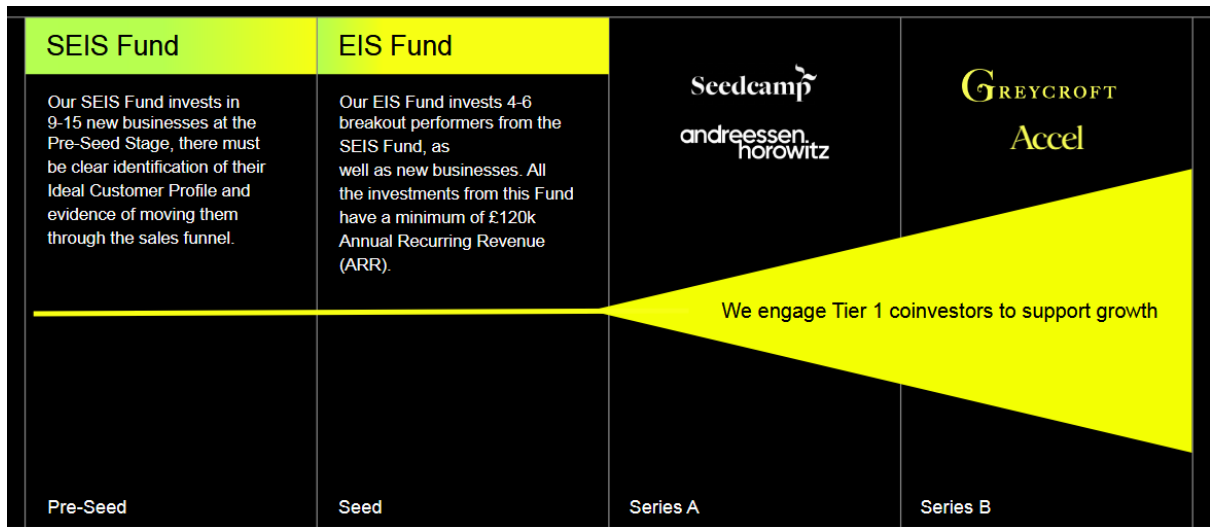 SEIS Fund
Our SEIS Fund invests in
9-15 new businesses at the
Pre-Seed Stage, there must
be clear identification of their
Ideal Customer Profile and
evidence of moving them
through the sales funnel.
EIS Fund
Our EIS Fund invests 4-6
breakout performers from the
SEIS Fund, as
well as new businesses. All
the investments from this Fund
have a minimum of £120k
Annual Recurring Revenue
(ARR).
Seedcamp
andreessen.
horowitz
GREYCROFT
Accel
We engage Tier 1 coinvestors to support growth
Pre-Seed
Seed
Series A
Series B